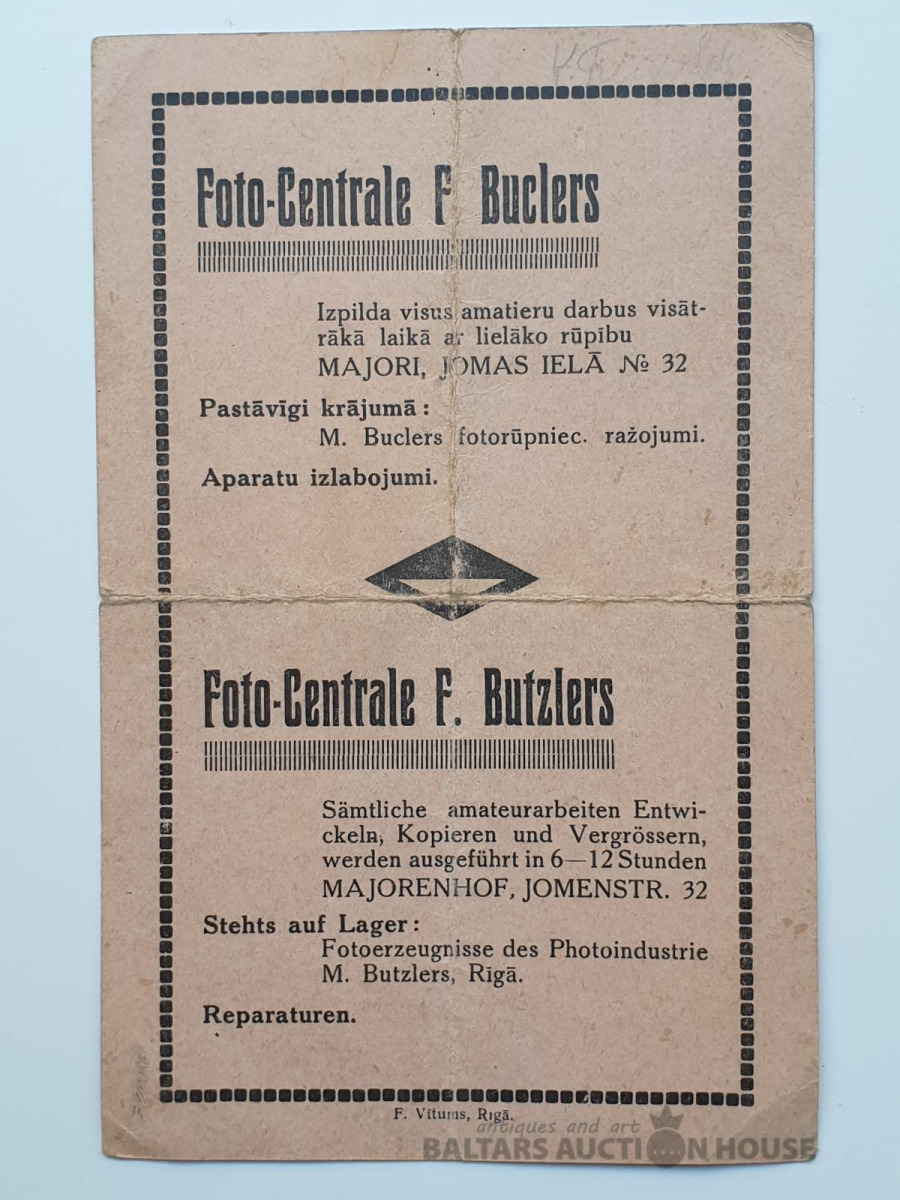 Foto-Centrale F. Buclers
Izpilda visus amatieru darbus visāt-
rākā laikā ar lielāko rūpību
MAJORI, JOMAS IELĀ № 32
Pastāvīgi krājumā:
M. Buclers fotorūpniec. ražojumi.
Aparatu izlabojumi.
Foto-Centrale F. Butzlers
Sämtliche amateurarbeiten Entwi-
ckeln, Kopieren und Vergrössern,
werden ausgeführt in 6—12 Stunden
MAJORENHOF, JOMENSTR. 32
Stehts auf Lager:
Fotoerzeugnisse des Photoindustrie
M. Butzlers, Rigā.
Reparaturen.
F. Vītums, Rīgā.
antiques and art
BALTARS AUCTION HOUSE